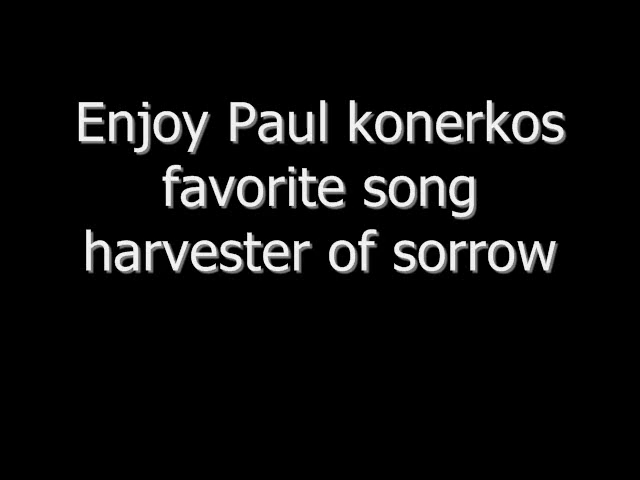 Enjoy Paul konerkos
favorite song
harvester of sorrow